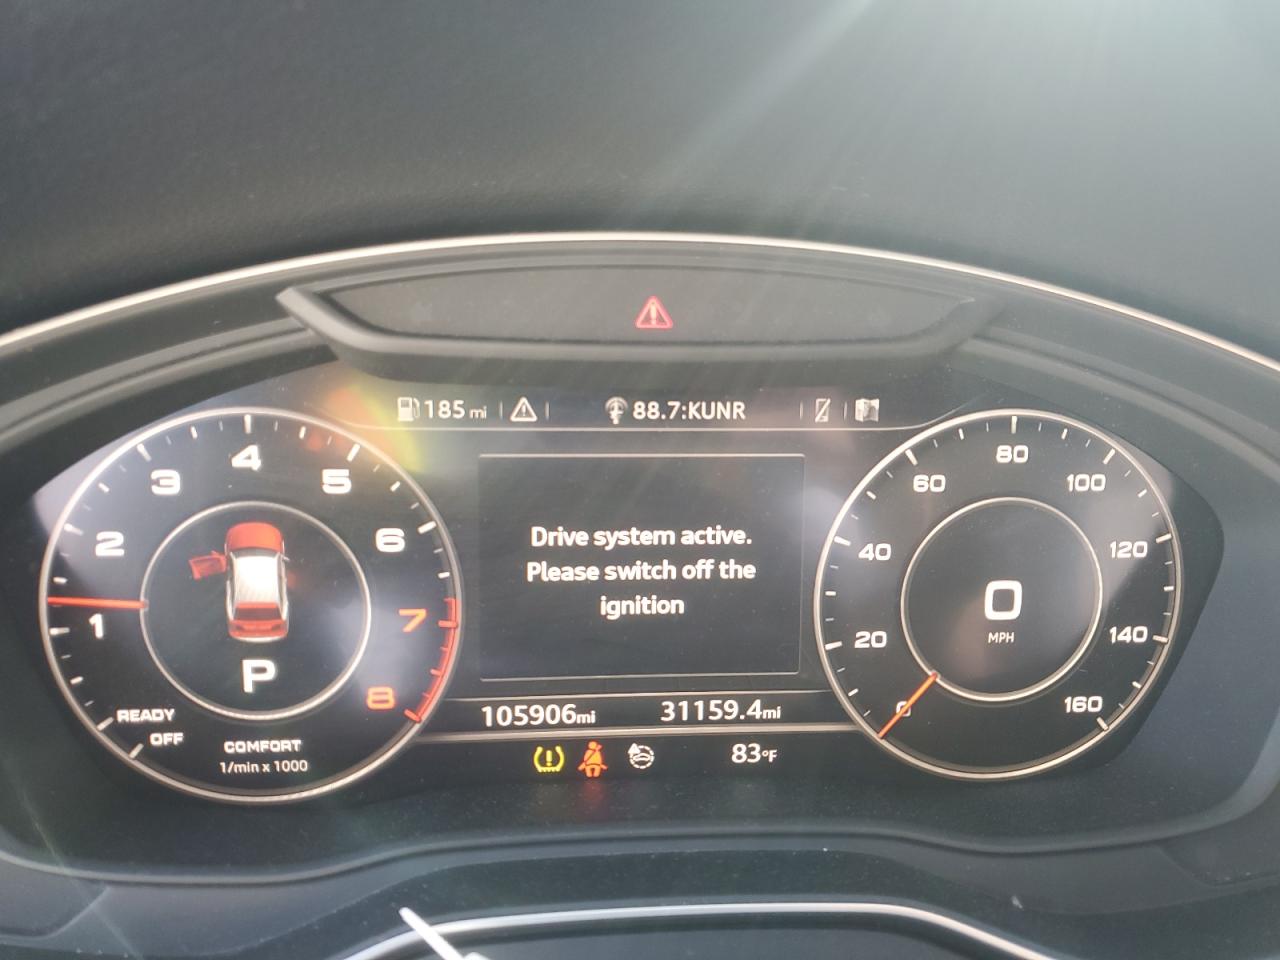 185 mi
88.7:KUNR
4
3
5
2
6
1
7
8
P
READY
OFF
COMFORT
1/min x 1000
Drive system active.
Please switch off the
ignition
105906mi
31159.4mi
83°F
80
60
100
40
120
20
140
0
160
0
MPH